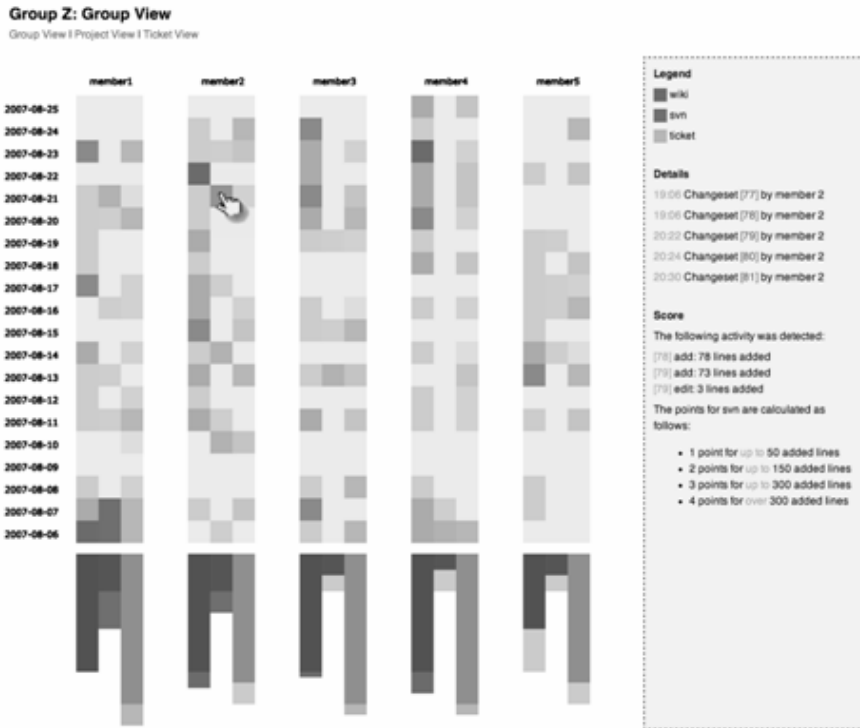 Group Z: Group View
Group View I Project View I Ticket View
member1 member2 member3 member4 member5
2007-08-25
2007-08-24
2007-08-23
2007-08-22
2007-08-21
2007-08-20
2007-08-19
2007-08-18
2007-08-17
2007-08-16
2007-08-15
2007-08-14
2007-08-13
2007-08-12
2007-08-11
2007-08-10
2007-08-09
2007-08-08
2007-08-07
2007-08-06
Legend
wiki
svn
ticket
Details
19:06 Changeset [77] by member 2
19:06 Changeset [78] by member 2
20:22 Changeset [79] by member 2
20:24 Changeset [80] by member 2
20:30 Changeset [81] by member 2
Score
The following activity was detected:
[78] add: 78 lines added
[79] add: 73 lines added
[79] edit: 3 lines added
The points for svn are calculated as
follows:
• 1 point for up to 50 added lines
• 2 points for up to 150 added lines
• 3 points for up to 300 added lines
• 4 points for over 300 added lines